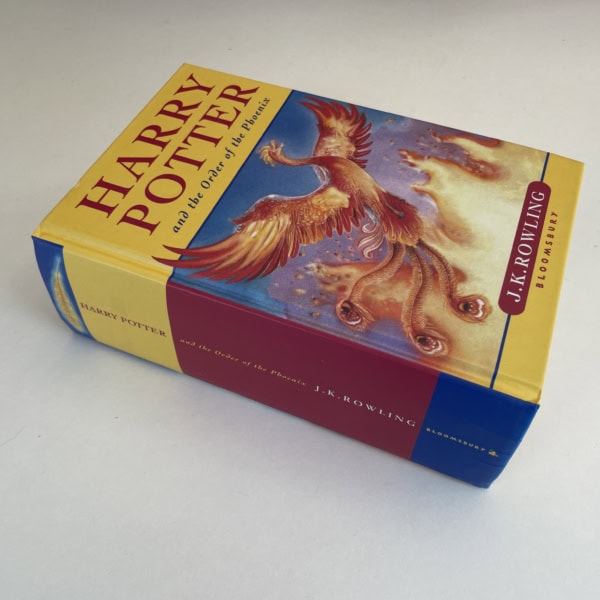 HARRY
POTTER
and the Order of the Phoenix
J.K.ROWLING
BLOOMSBURY
HARRY POTTER
and the Order of the Phoenix
J.K.ROWLING
BLOOMSBURY